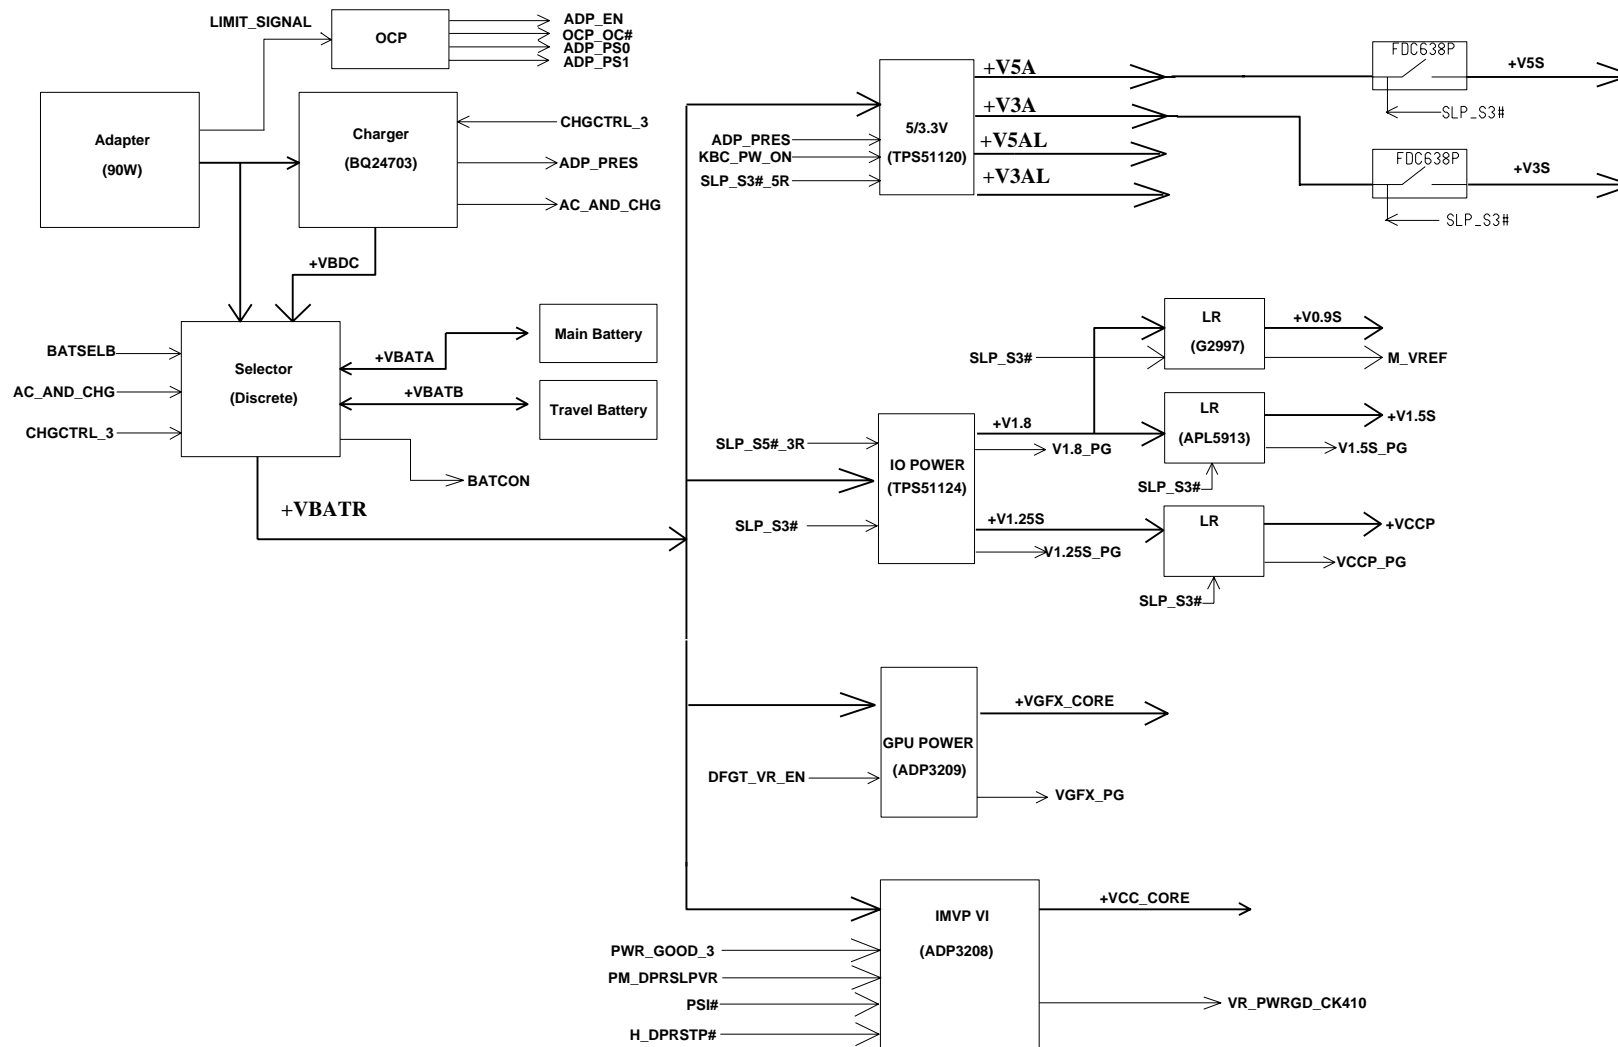 LIMIT_SIGNAL
OCP
ADP_EN
OCP_OC#
ADP_PS0
ADP_PS1
Adapter
(90W)
Charger
(BQ24703)
CHGCTRL_3
ADP_PRES
AC_AND_CHG
+VBDC
BATSELB
AC_AND_CHG
CHGCTRL_3
Selector
(Discrete)
+VBATA
Main Battery
+VBATB
Travel Battery
BATCON
+VBATR
ADP_PRES
KBC_PW_ON
SLP_S3#_5R
5/3.3V
(TPS51120)
+V5A
+V3A
+V5AL
+V3AL
FDC638P
+V5S
SLP_S3#
FDC638P
+V3S
SLP_S3#
SLP_S3#
LR
(G2997)
+V0.9S
M_VREF
SLP_S5#_3R
SLP_S3#
IO POWER
(TPS51124)
+V1.8
V1.8_PG
LR
(APL5913)
+V1.5S
V1.5S_PG
SLP_S3#
+V1.25S
V1.25S_PG
LR
+VCCP
VCCP_PG
SLP_S3#
DFGT_VR_EN
GPU POWER
(ADP3209)
+VGFX_CORE
VGFX_PG
IMVP VI
(ADP3208)
+VCC_CORE
PWR_GOOD_3
PM_DPRSLPVR
PSI#
H_DPRSTP#
VR_PWRGD_CK410